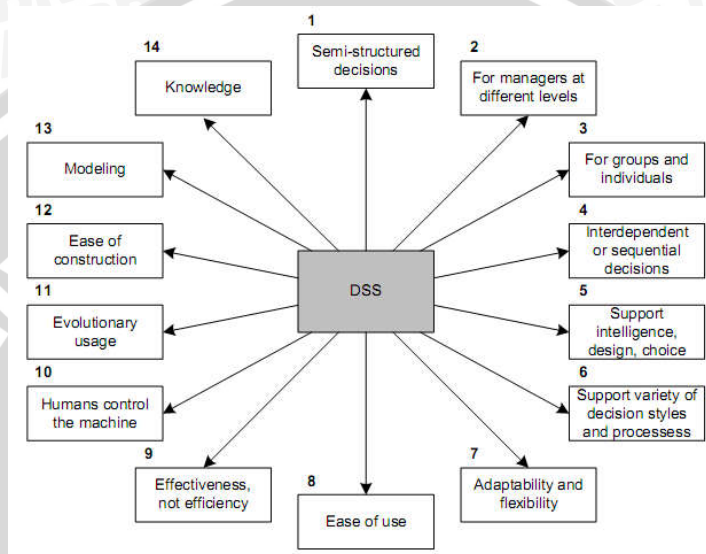 1
Semi-structured
decisions
2
For managers at
different levels
3
For groups and
individuals
4
Interdependent
or sequential
decisions
5
Support
intelligence,
design, choice
6
Support variety of
decision styles
and processess
7
Adaptability and
flexibility
8
Ease of use
9
Effectiveness,
not efficiency
10
Humans control
the machine
11
Evolutionary
usage
12
Ease of
construction
13
Modeling
14
Knowledge
DSS